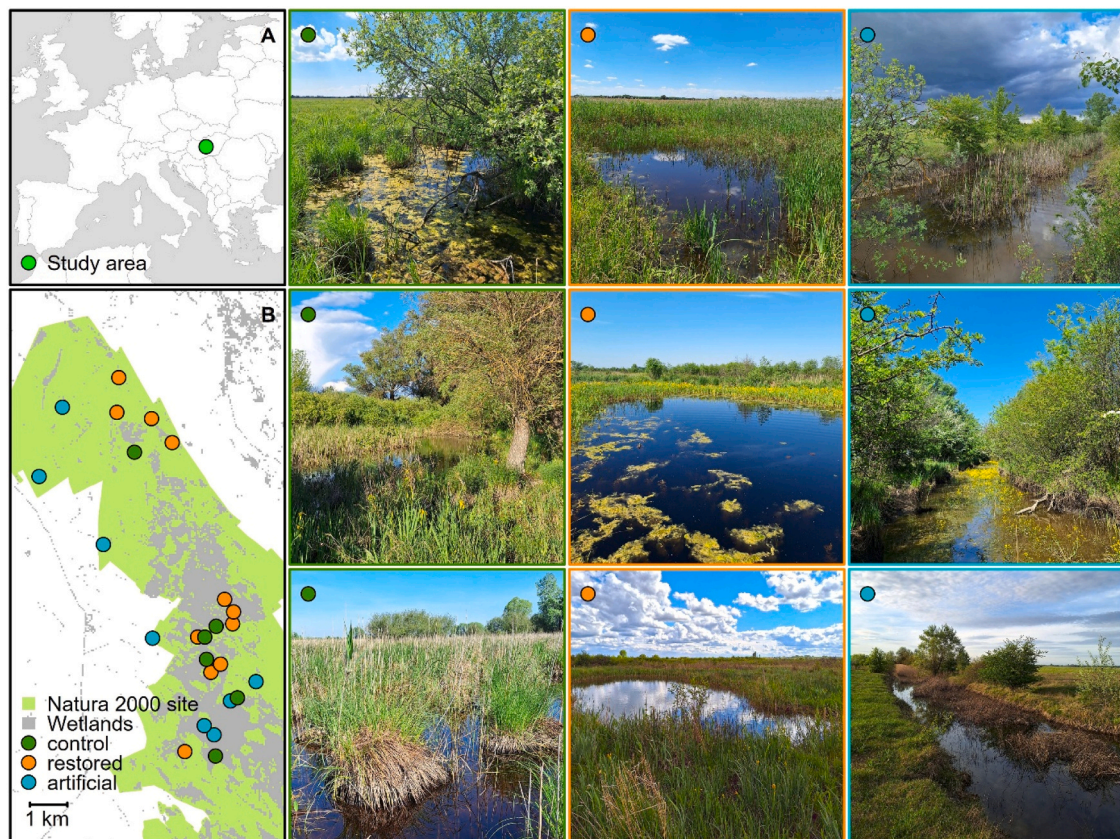 A
Study area
B
Natura 2000 site
Wetlands
control
restored
artificial
1 km